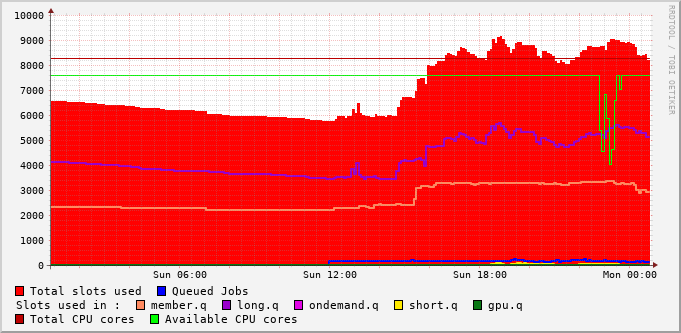 10000
9000
8000
7000
6000
5000
4000
3000
2000
1000
0
Sun 06:00 Sun 12:00 Sun 18:00 Mon 00:00
RRDTOOL / TOBI OETIKER
Total slots used Queued Jobs
Slots used in : member.q long.q ondemand.q short.q gpu.q
Total CPU cores Available CPU cores